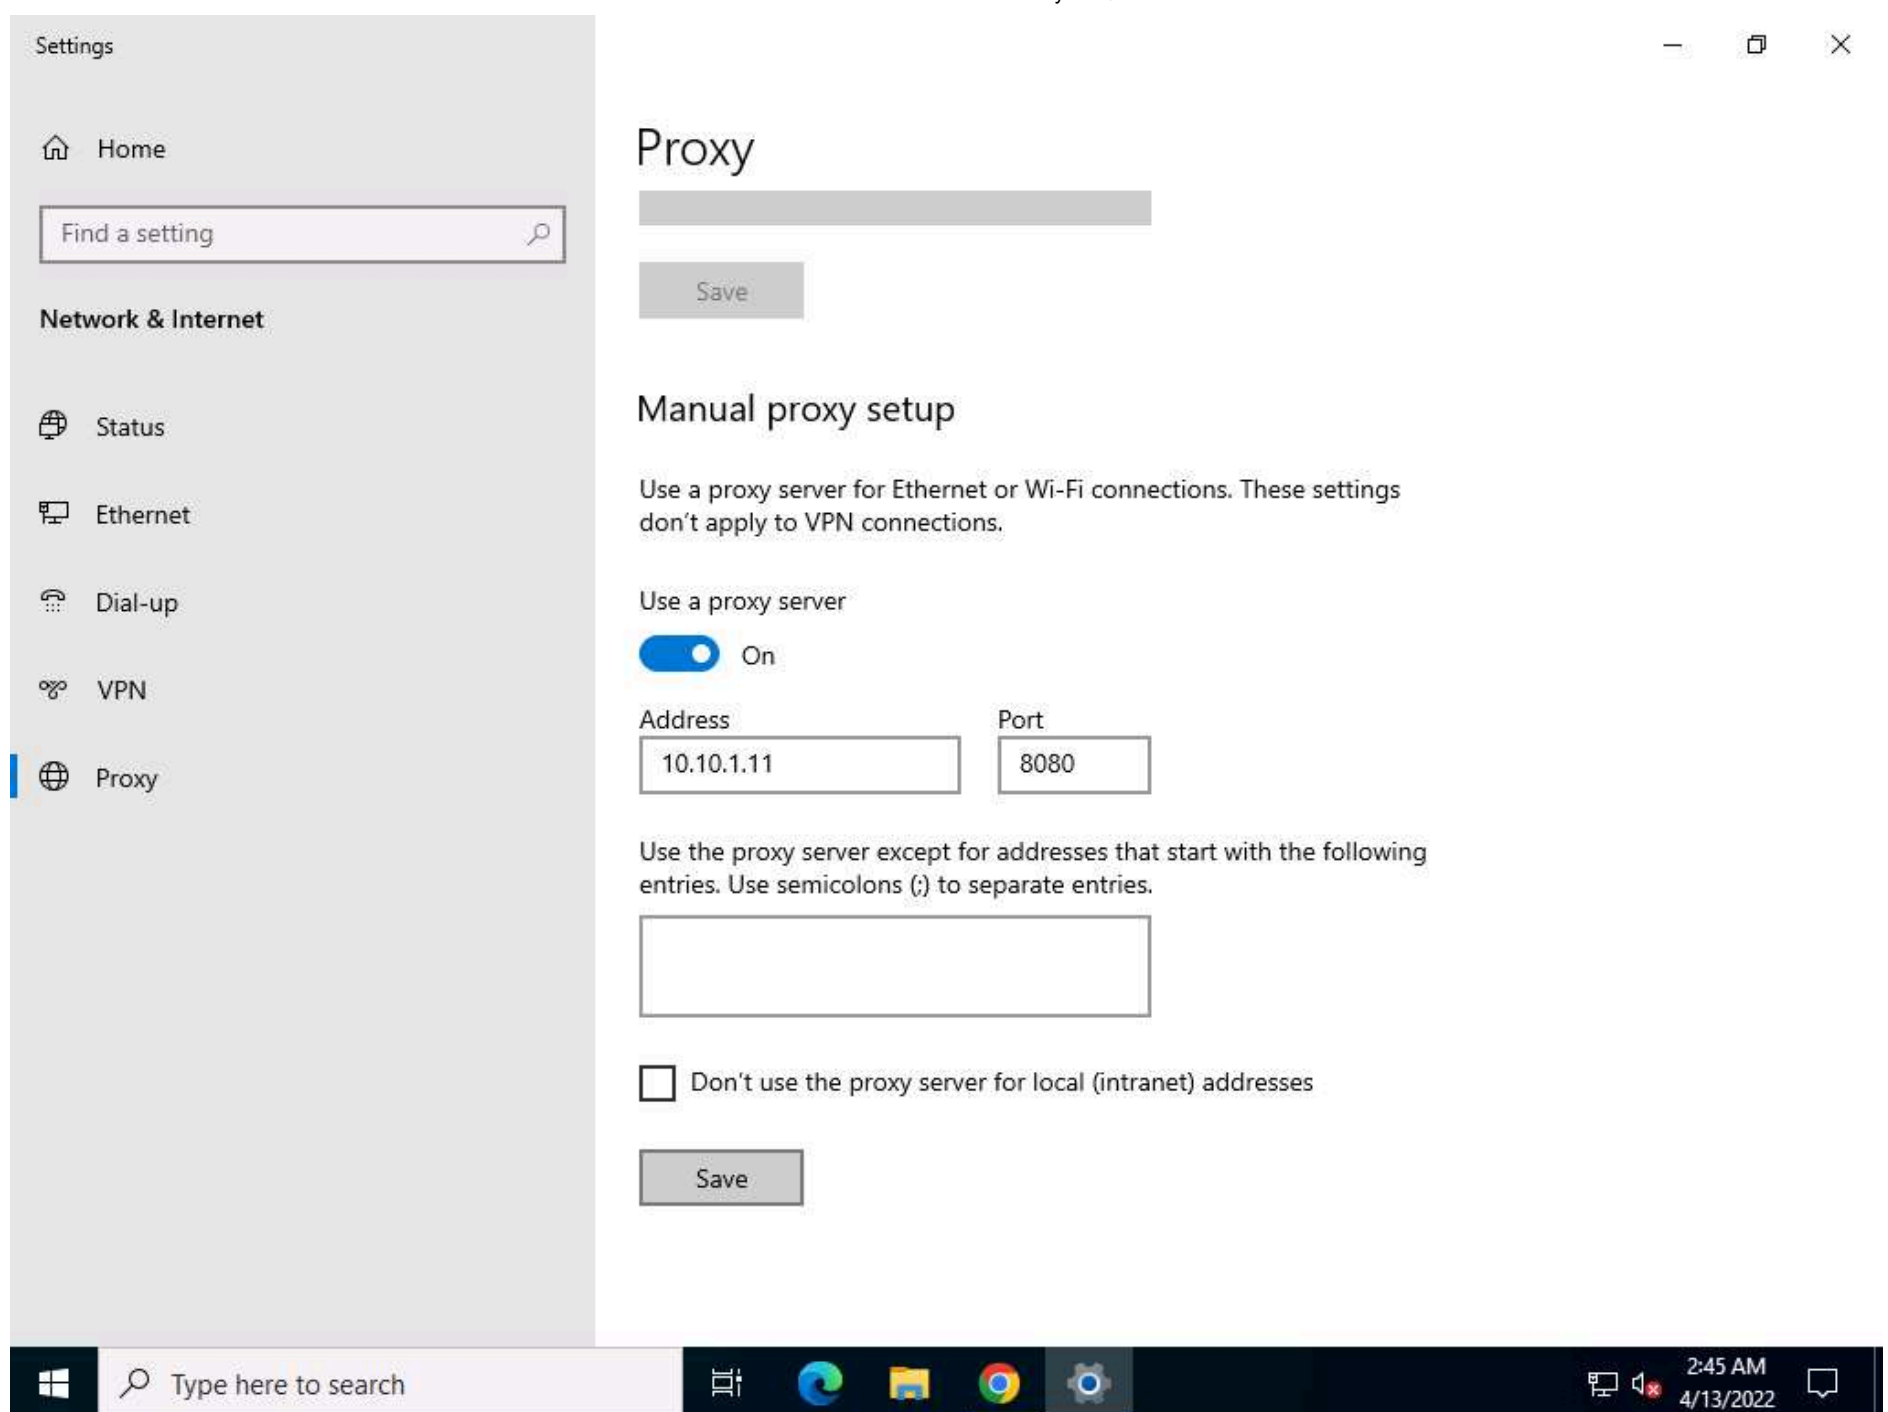 Settings
Home
Find a setting
Network & Internet
Status
Ethernet
Dial-up
VPN
Proxy
Proxy
Save
Manual proxy setup
Use a proxy server for Ethernet or Wi-Fi connections. These settings
don't apply to VPN connections.
Use a proxy server
On
Address Port
10.10.1.11 8080
Use the proxy server except for addresses that start with the following
entries. Use semicolons (;) to separate entries.
Don't use the proxy server for local (intranet) addresses
Save
Type here to search
2:45 AM
4/13/2022